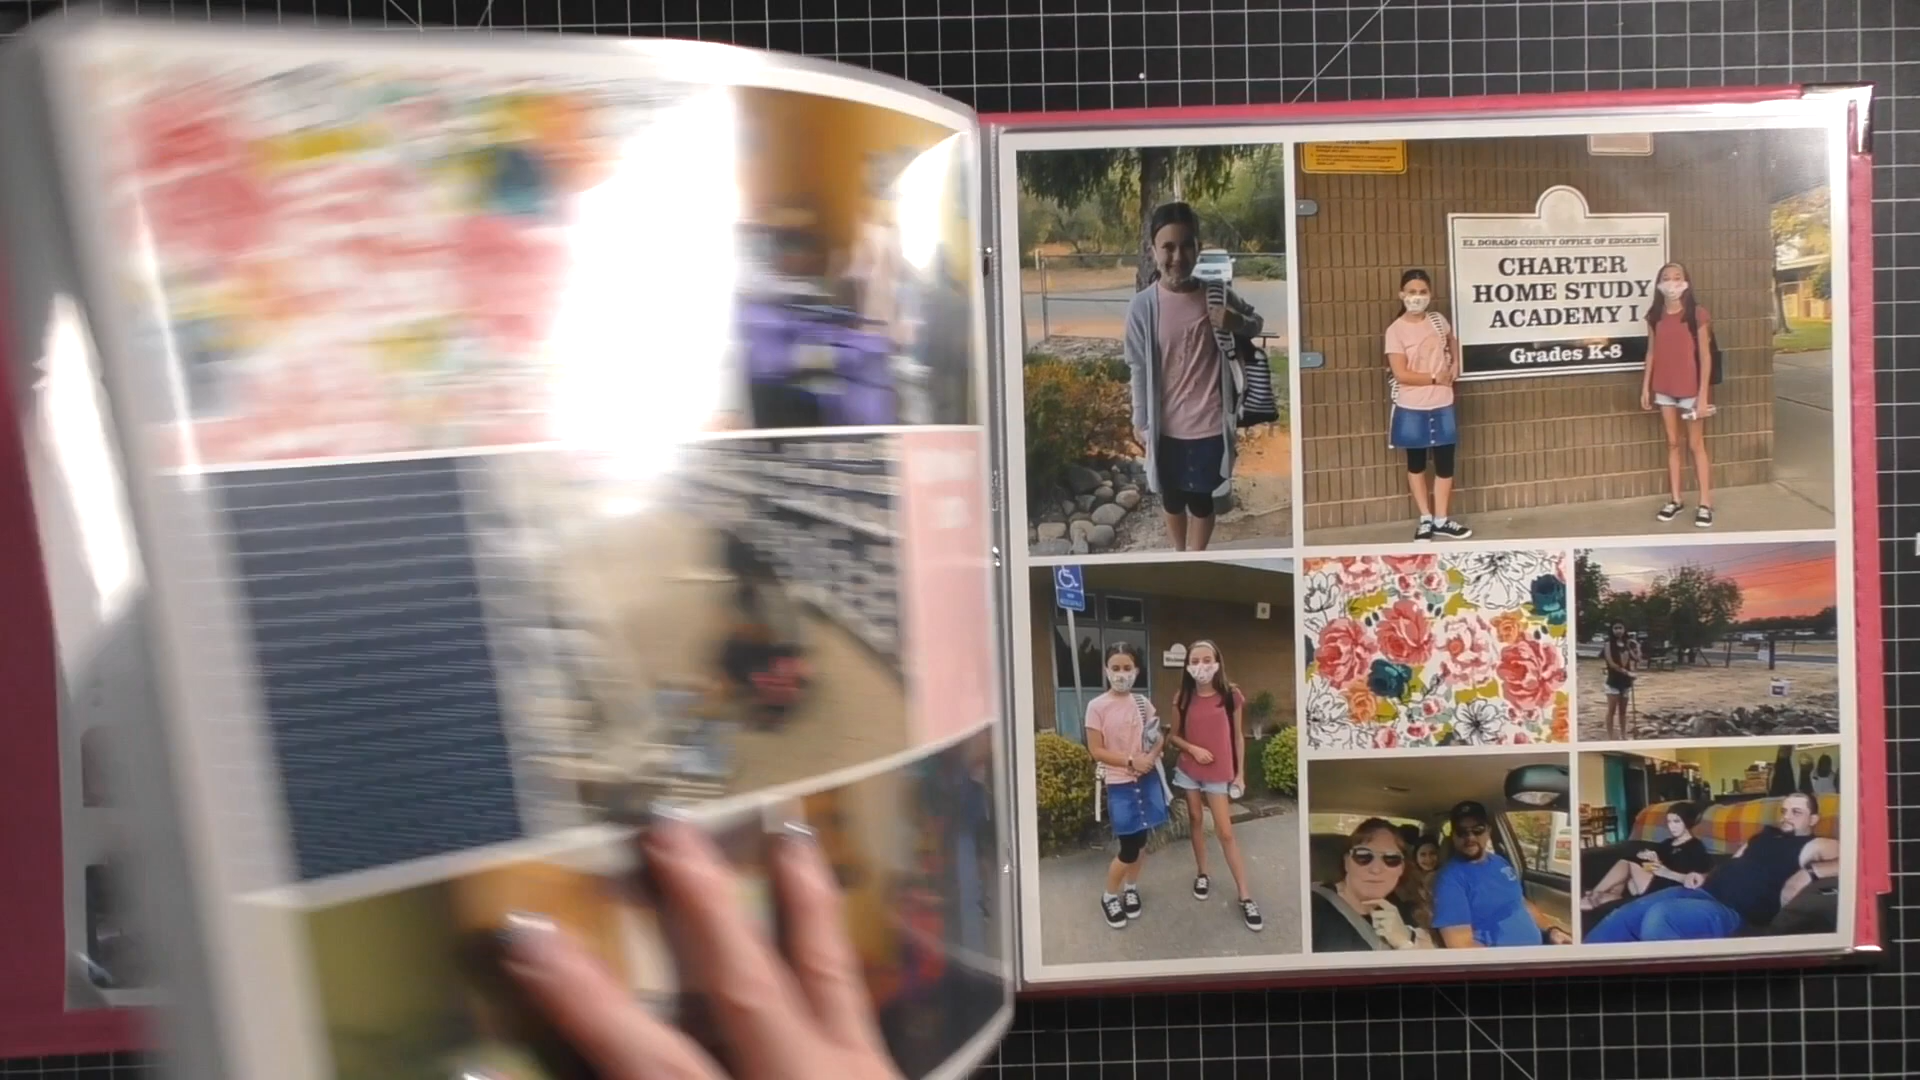 EL DORADO COUNTY OFFICE OF EDUCATION
CHARTER
HOME STUDY
ACADEMY I
Grades K-8